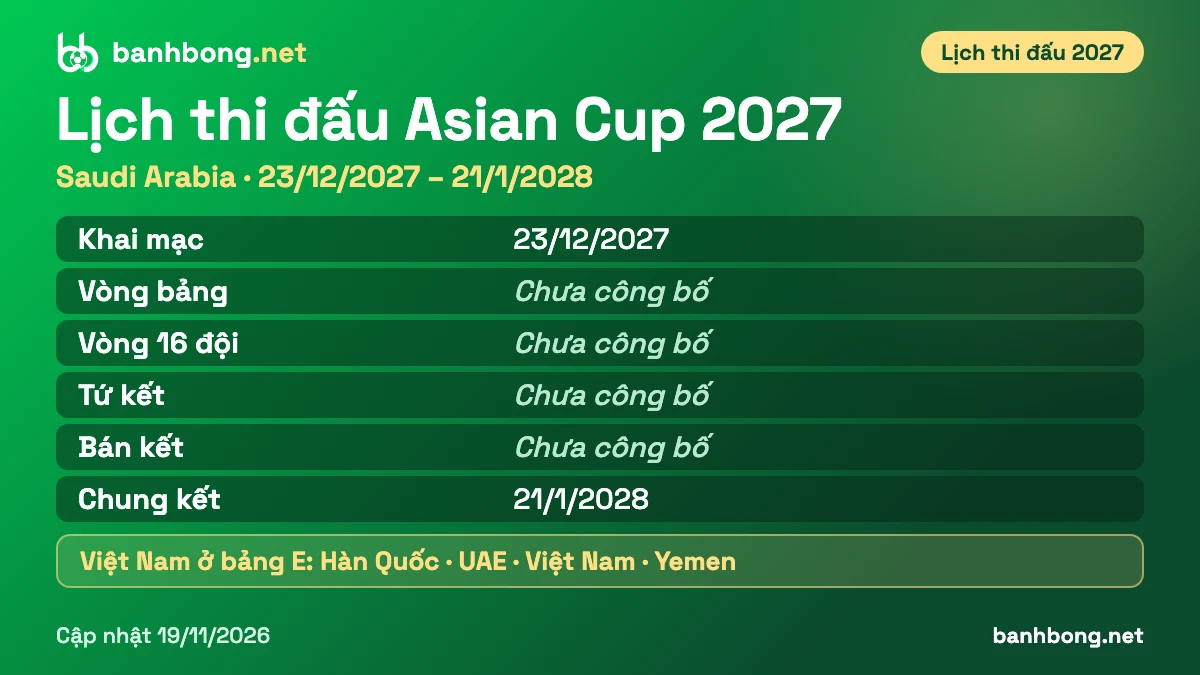 banhbong.net
Lịch thi đấu 2027
Lịch thi đấu Asian Cup 2027
Saudi Arabia · 23/12/2027 – 21/1/2028
Khai mạc 23/12/2027
Vòng bảng Chưa công bố
Vòng 16 đội Chưa công bố
Tứ kết Chưa công bố
Bán kết Chưa công bố
Chung kết 21/1/2028
Việt Nam ở bảng E: Hàn Quốc · UAE · Việt Nam · Yemen
Cập nhật 19/11/2026
banhbong.net